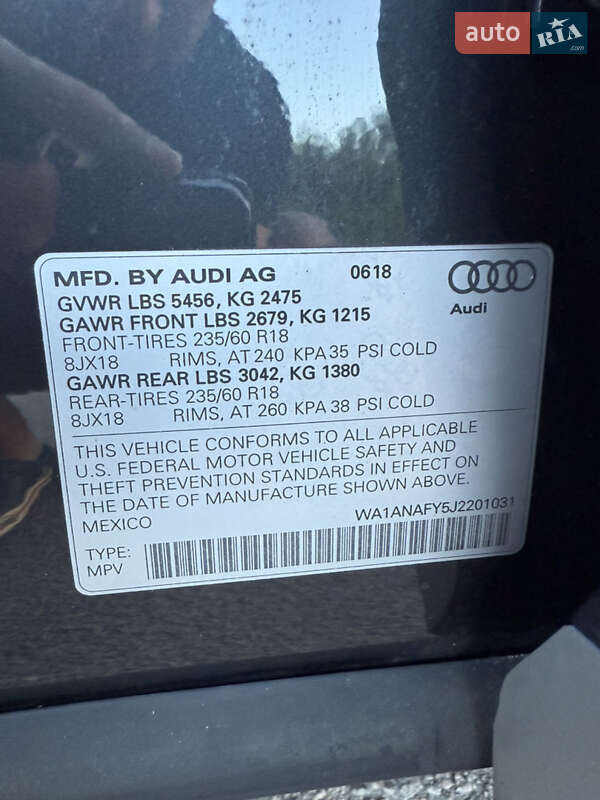 auto RIA.com
MFD. BY AUDI AG 0618
GVWR LBS 5456, KG 2475
GAWR FRONT LBS 2679, KG 1215
FRONT-TIRES 235/60 R18
8JX18 RIMS, AT 240 KPA 35 PSI COLD
GAWR REAR LBS 3042, KG 1380
REAR-TIRES 235/60 R18
8JX18 RIMS, AT 260 KPA 38 PSI COLD
Audi
THIS VEHICLE CONFORMS TO ALL APPLICABLE
U.S. FEDERAL MOTOR VEHICLE SAFETY AND
THEFT PREVENTION STANDARDS IN EFFECT ON
THE DATE OF MANUFACTURE SHOWN ABOVE.
MEXICO WA1ANAFY5J2201031
TYPE:
MPV